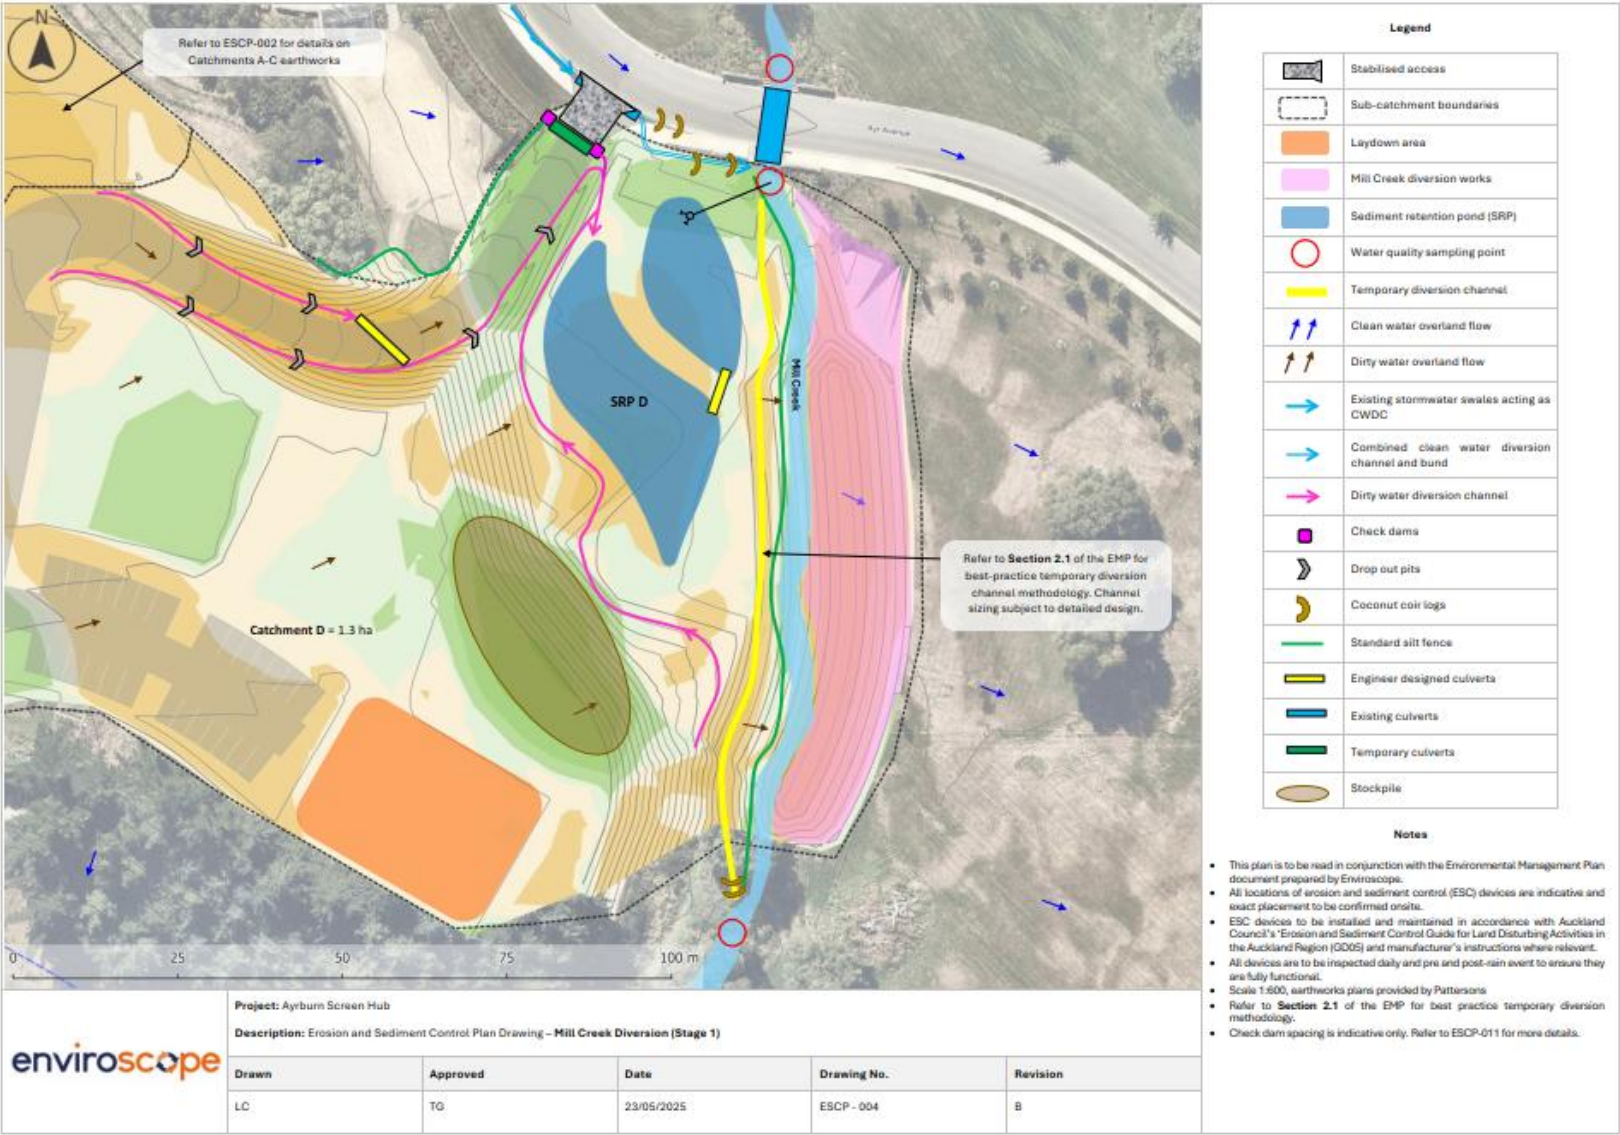 N
Refer to ESCP-002 for details on
Catchments A-C earthworks
Ayr Avenue
Mill Creek
SRP D
Refer to Section 2.1 of the EMP for
best-practice temporary diversion
channel methodology. Channel
sizing subject to detailed design.
Catchment D = 1.3 ha
0 25 50 75 100 m
Legend
Stabilised access
Sub-catchment boundaries
Laydown area
Mill Creek diversion works
Sediment retention pond (SRP)
Water quality sampling point
Temporary diversion channel
Clean water overland flow
Dirty water overland flow
Existing stormwater swales acting as
CWDC
Combined clean water diversion
channel and bund
Dirty water diversion channel
Check dams
Drop out pits
Coconut coir logs
Standard silt fence
Engineer designed culverts
Existing culverts
Temporary culverts
Stockpile
Notes
• This plan is to be read in conjunction with the Environmental Management Plan
document prepared by Enviroscope.
• All locations of erosion and sediment control (ESC) devices are indicative and
exact placement to be confirmed onsite.
• ESC devices to be installed and maintained in accordance with Auckland
Council's 'Erosion and Sediment Control Guide for Land Disturbing Activities in
the Auckland Region (GD05) and manufacturer's instructions where relevant.
• All devices are to be inspected daily and pre and post-rain event to ensure they
are fully functional.
• Scale 1:600, earthworks plans provided by Pattersons
• Refer to Section 2.1 of the EMP for best practice temporary diversion
methodology.
• Check dam spacing is indicative only. Refer to ESCP-011 for more details.
enviroscope
Project: Ayrburn Screen Hub
Description: Erosion and Sediment Control Plan Drawing – Mill Creek Diversion (Stage 1)
Drawn Approved Date Drawing No. Revision
LC TG 23/05/2025 ESCP - 004 B